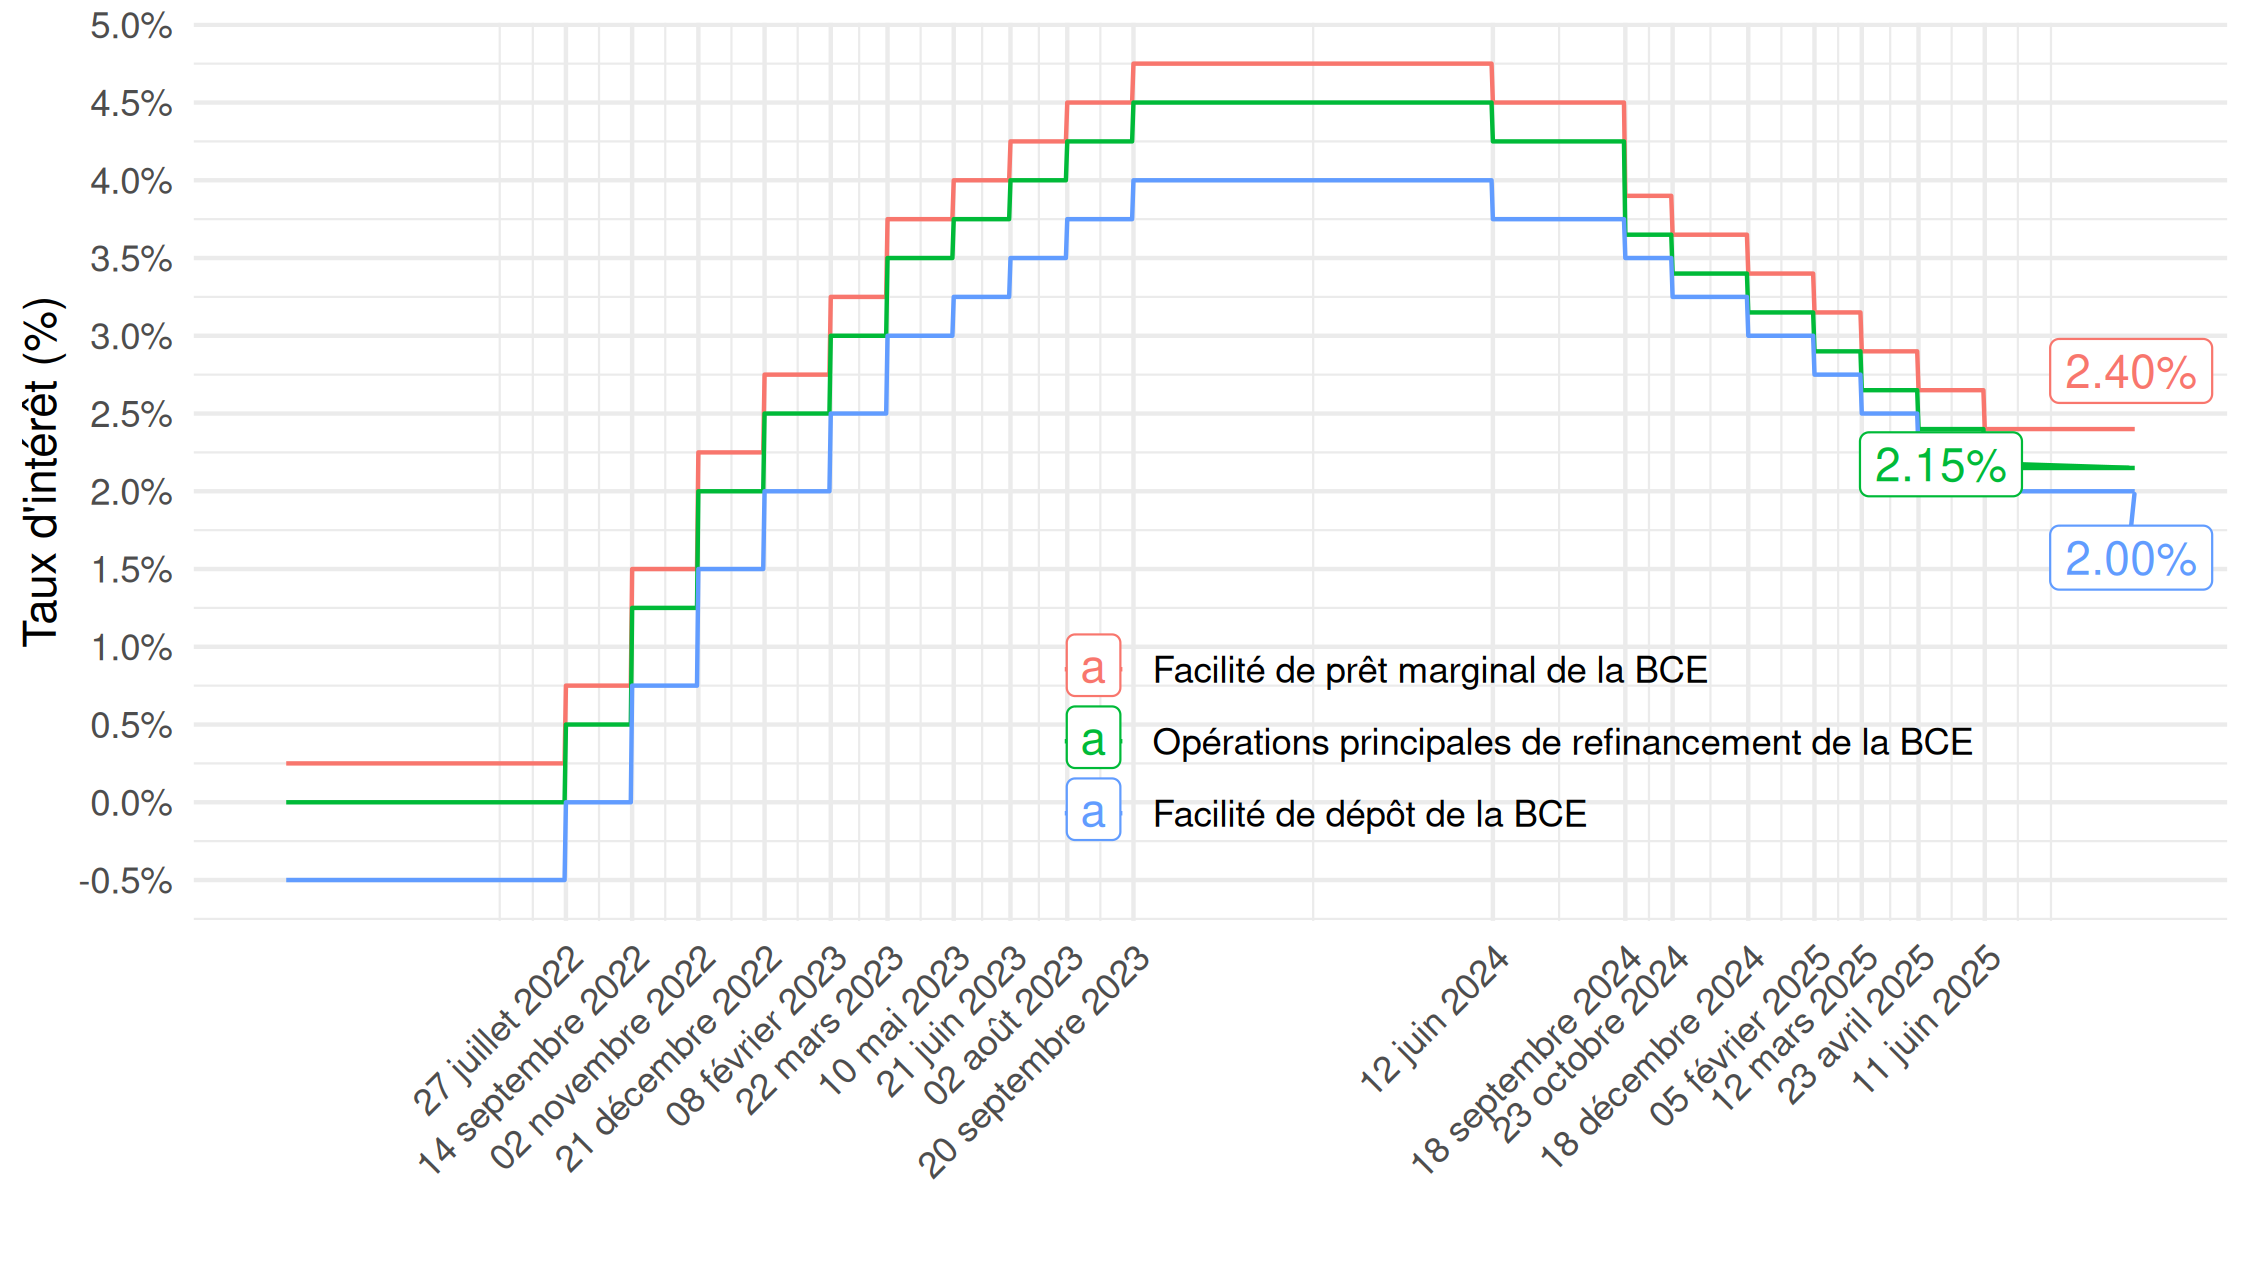 5.0%
4.5%
4.0%
3.5%
3.0%
2.5%
2.0%
1.5%
1.0%
0.5%
0.0%
-0.5%
Taux d'intérêt (%)
2.40%
2.15%
2.00%
a Facilité de prêt marginal de la BCE
a Opérations principales de refinancement de la BCE
a Facilité de dépôt de la BCE
27 juillet 2022
14 septembre 2022
02 novembre 2022
21 décembre 2022
08 février 2023
22 mars 2023
10 mai 2023
21 juin 2023
02 août 2023
20 septembre 2023
12 juin 2024
18 septembre 2024
23 octobre 2024
18 décembre 2024
05 février 2025
12 mars 2025
23 avril 2025
11 juin 2025